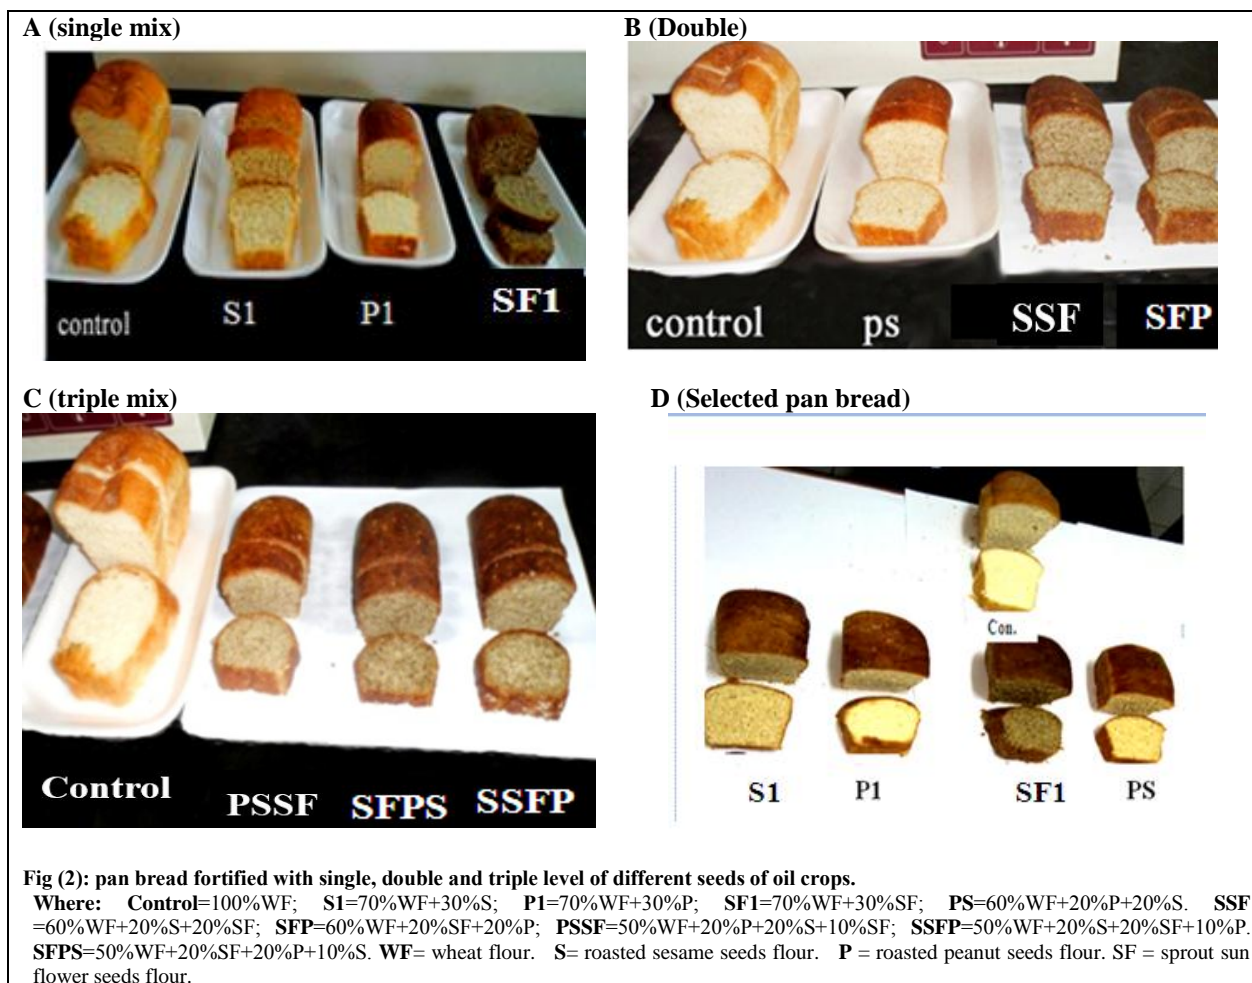 A (single mix)
B (Double)
control
S1
P1
SF1
control
ps
SSF
SFP
C (triple mix)
D (Selected pan bread)
Control
PSSF
SFPS
SSFP
Con.
S1
P1
SF1
PS
Fig (2): pan bread fortified with single, double and triple level of different seeds of oil crops.
Where: Control=100%WF; S1=70%WF+30%S; P1=70%WF+30%P; SF1=70%WF+30%SF; PS=60%WF+20%P+20%S. SSF
=60%WF+20%S+20%SF; SFP=60%WF+20%SF+20%P; PSSF=50%WF+20%P+20%S+10%SF; SSFP=50%WF+20%S+20%SF+10%P.
SFPS=50%WF+20%SF+20%P+10%S. WF= wheat flour. S= roasted sesame seeds flour. P = roasted peanut seeds flour. SF = sprout sun
flower seeds flour.